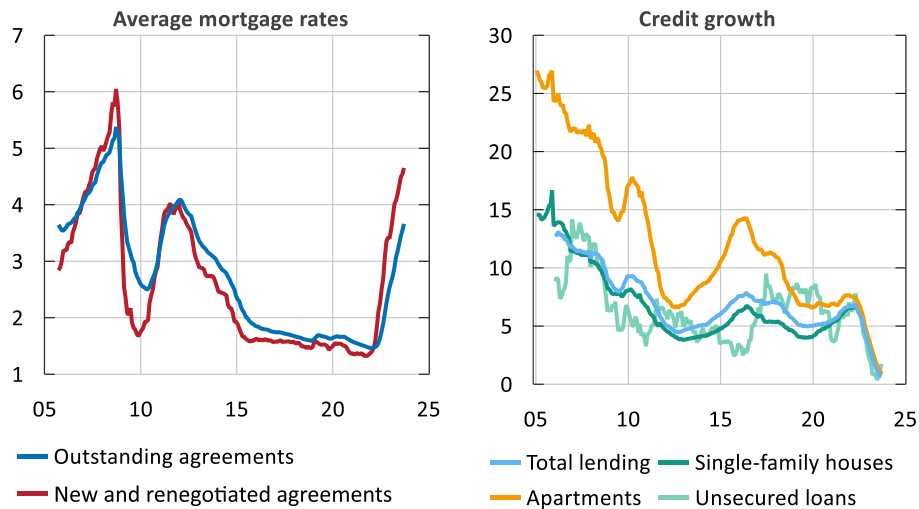 Average mortgage rates
7
6
5
4
3
2
1
05 10 15 20 25
Outstanding agreements
New and renegotiated agreements
Credit growth
30
25
20
15
10
5
0
05 10 15 20 25
Total lending Single-family houses
Apartments Unsecured loans